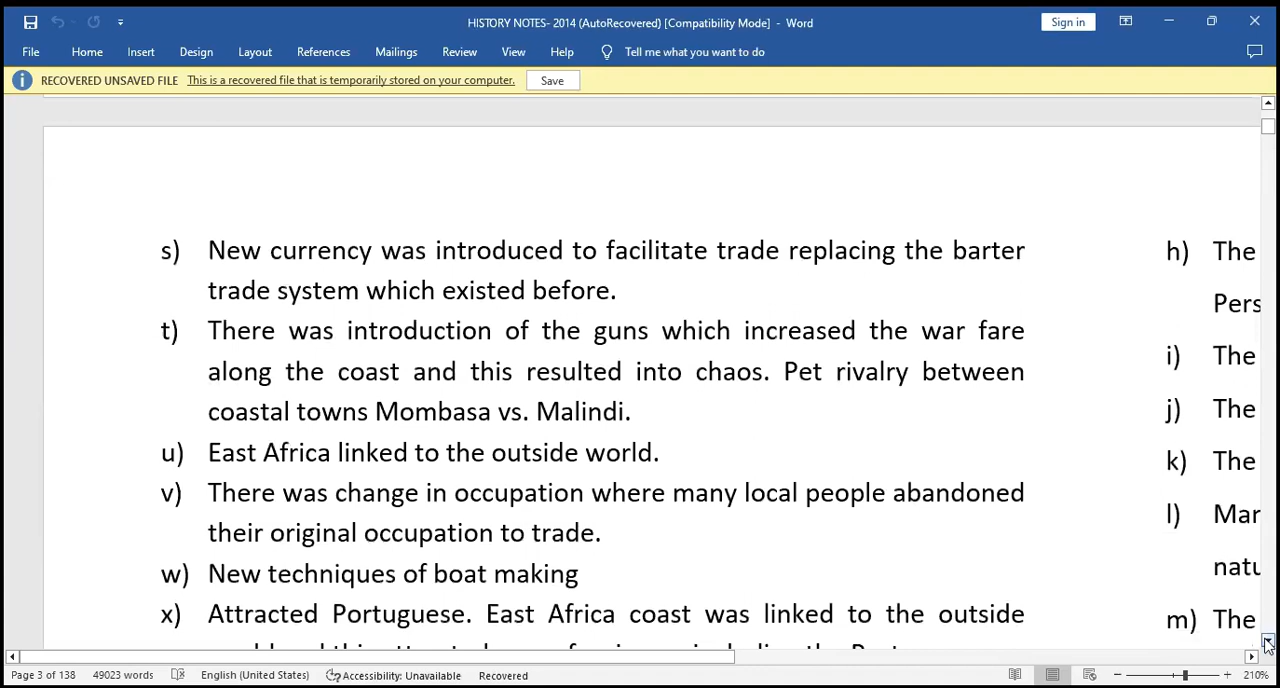 HISTORY NOTES- 2014 (AutoRecovered) [Compatibility Mode] - Word
Sign in
File Home Insert Design Layout References Mailings Review View Help Tell me what you want to do
RECOVERED UNSAVED FILE This is a recovered file that is temporarily stored on your computer. Save
s) New currency was introduced to facilitate trade replacing the barter
trade system which existed before.
t) There was introduction of the guns which increased the war fare
along the coast and this resulted into chaos. Pet rivalry between
coastal towns Mombasa vs. Malindi.
u) East Africa linked to the outside world.
v) There was change in occupation where many local people abandoned
their original occupation to trade.
w) New techniques of boat making
x) Attracted Portuguese. East Africa coast was linked to the outside
h) The
Pers
i) The
j) The
k) The
l) Mar
natu
m) The
Page 3 of 138 49023 words English (United States) Accessibility: Unavailable Recovered 210%